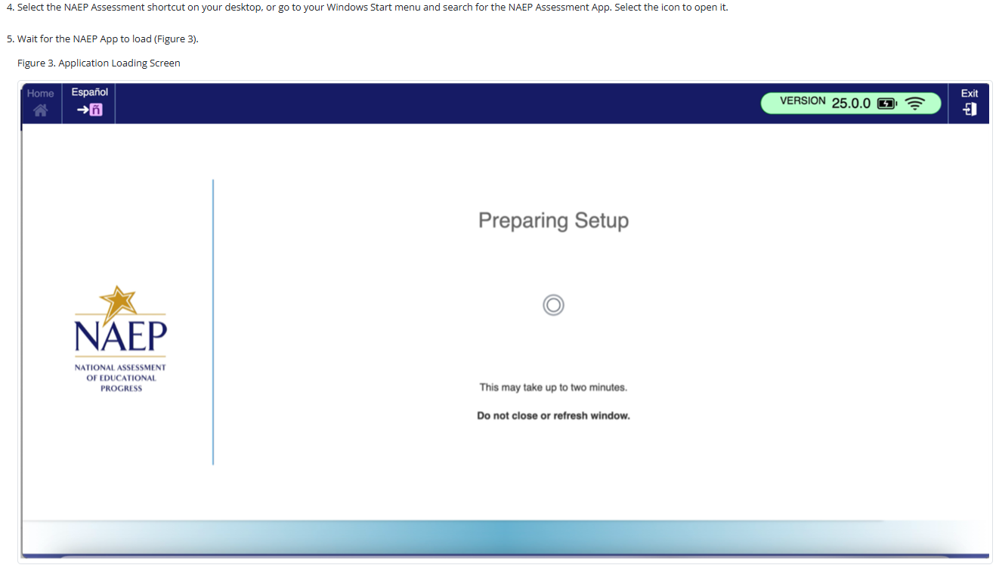 4. Select the NAEP Assessment shortcut on your desktop, or go to your Windows Start menu and search for the NAEP Assessment App. Select the icon to open it.
5. Wait for the NAEP App to load (Figure 3).
Figure 3. Application Loading Screen
Home
Español
→ñ
VERSION 25.0.0
Exit
Preparing Setup
NAEP
NATIONAL ASSESSMENT
OF EDUCATIONAL
PROGRESS
This may take up to two minutes.
Do not close or refresh window.